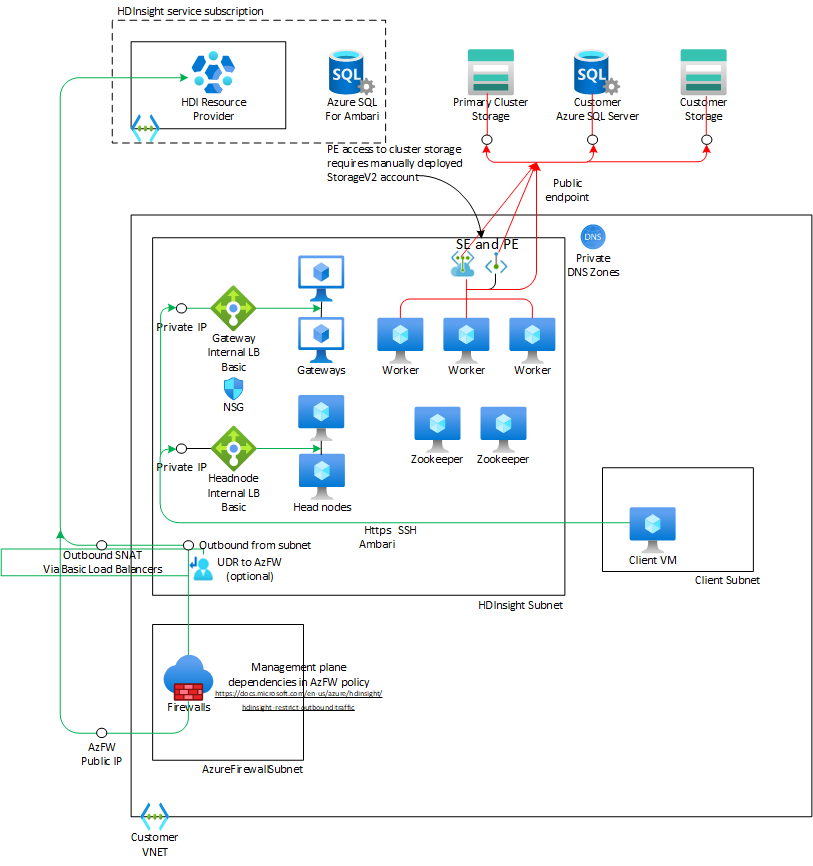 HDInsight service subscription
SQL
SQL
HDI Resource
Provider
Azure SQL
For Ambari
Primary Cluster
Storage
Customer
Azure SQL Server
Customer
Storage
PE access to cluster storage
requires manually deployed
StorageV2 account
Public
endpoint
SE and PE
DNS
Private
DNS Zones
Private IP
Gateway
Internal LB
Basic
Gateways
Worker
Worker
Worker
NSG
Zookeeper
Zookeeper
Private IP
Headnode
Internal LB
Basic
Head nodes
Https SSH
Ambari
Client VM
Client Subnet
Outbound from subnet
Outbound SNAT
Via Basic Load Balancers
UDR to AzFW
(optional)
HDInsight Subnet
Management plane
dependencies in AzFW policy
https://docs.microsoft.com/en-us/azure/hdinsight/
hdinsight-restrict-outbound-traffic
Firewalls
AzFW
Public IP
AzureFirewallSubnet
Customer
VNET